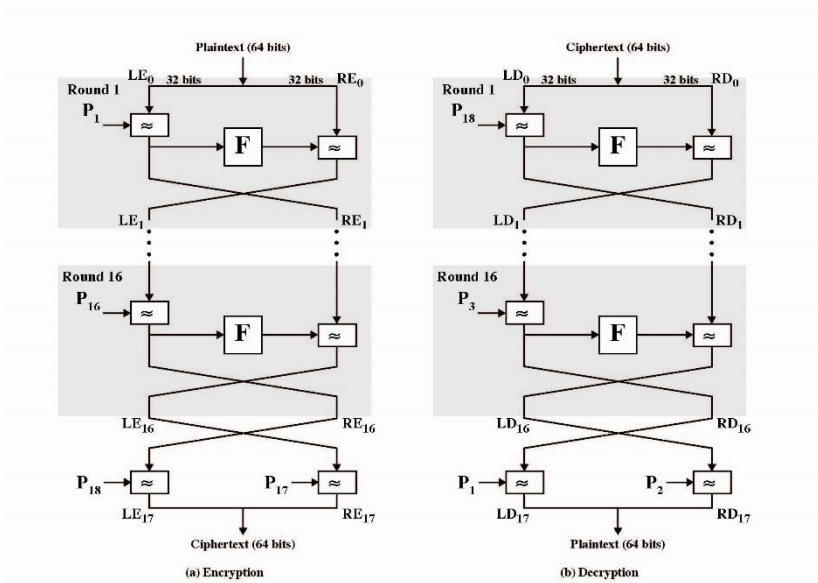 Plaintext (64 bits)
LE0 32 bits 32 bits RE0
Round 1
P1
≈
F
≈
LE1 RE1
Round 16
P16
≈
F
≈
LE16 RE16
P18 ≈ P17 ≈
LE17 RE17
Ciphertext (64 bits)
(a) Encryption
Ciphertext (64 bits)
LD0 32 bits 32 bits RD0
Round 1
P18
≈
F
≈
LD1 RD1
Round 16
P3
≈
F
≈
LD16 RD16
P1 ≈ P2 ≈
LD17 RD17
Plaintext (64 bits)
(b) Decryption